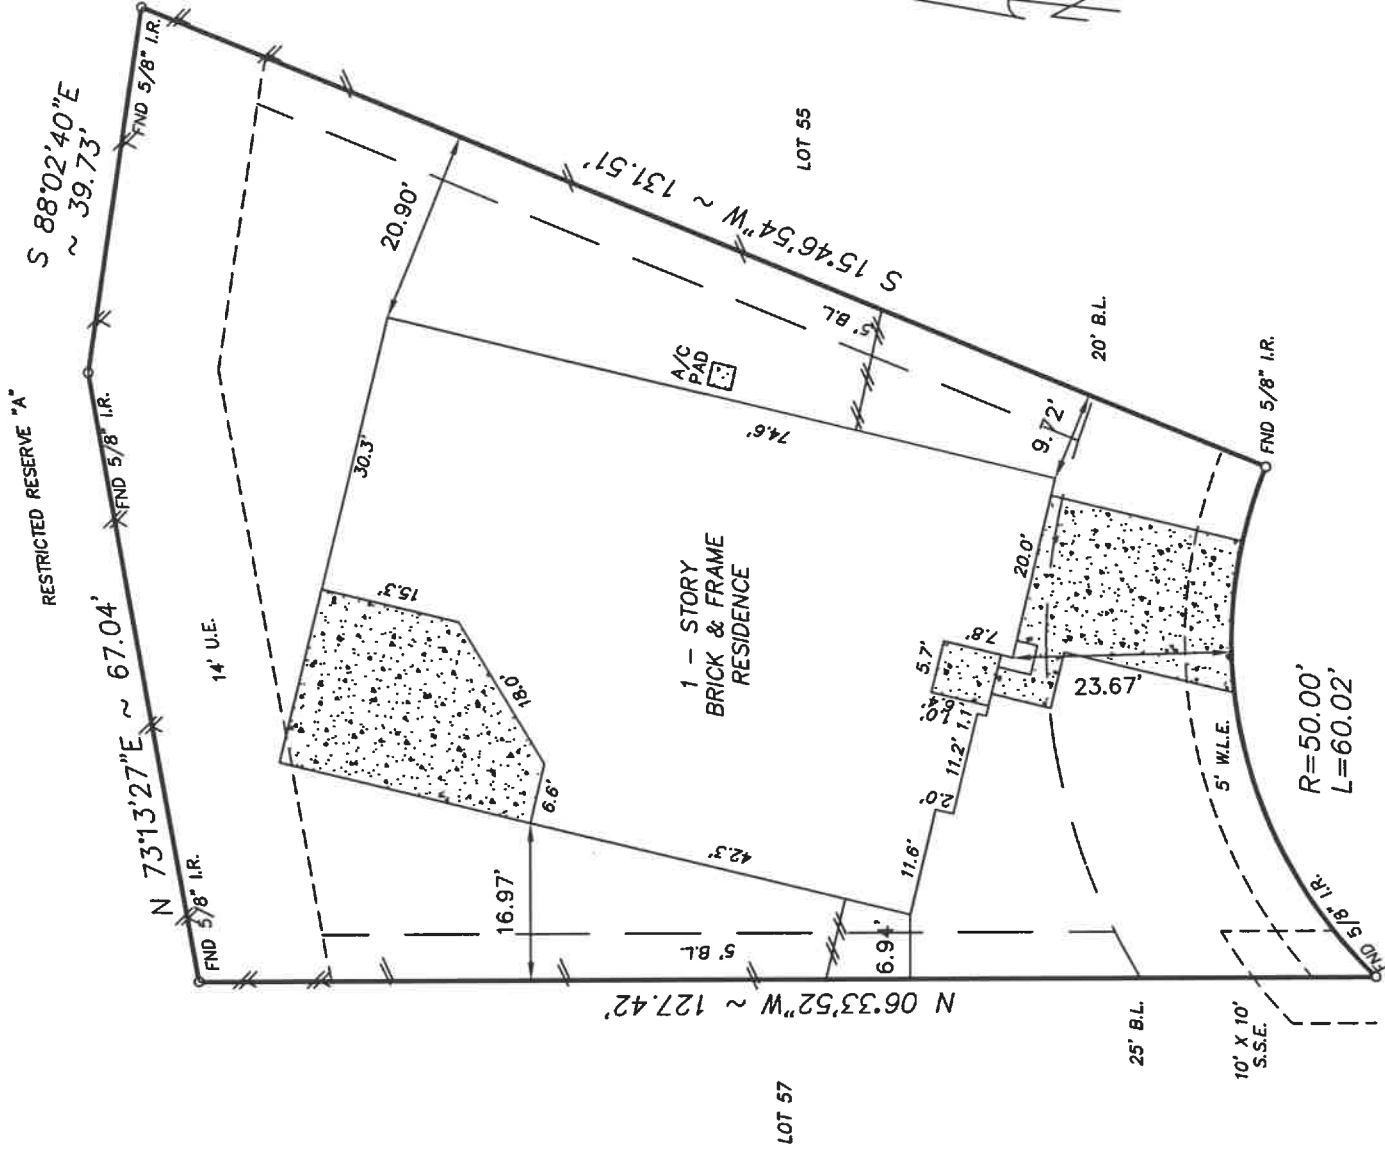 S 88°02'40"E
~ 39.73'
FND 5/8" I.R.
RESTRICTED RESERVE "A"
FND 5/8" I.R.
N 73°13'27"E ~ 67.04'
FND 5/8" I.R.
14' U.E.
20.90'
S 15°46'54"W ~ 131.51'
LOT 55
30.3'
15.3'
18.0'
6.6'
A/C
PAD
5' B.L.
74.6'
20' B.L.
9.72'
FND 5/8" I.R.
1 - STORY
BRICK & FRAME
RESIDENCE
16.97'
42.3'
5' B.L.
6.94'
11.6'
2.0'
11.2'
1.1'
1.0'
5.7'
7.8'
20.0'
23.67'
N 06°33'52"W ~ 127.42'
LOT 57
25' B.L.
10' X 10'
S.S.E.
5' W.L.E.
FND 5/8" I.R.
R=50.00'
L=60.02'